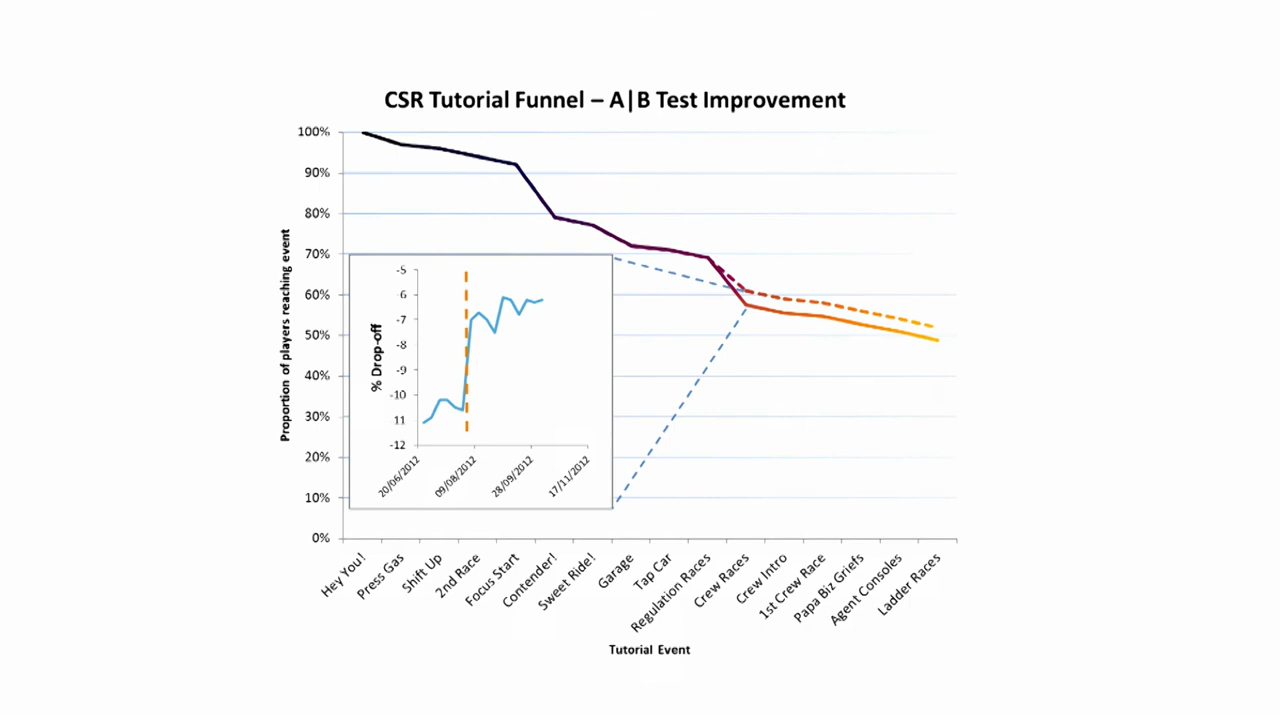 CSR Tutorial Funnel – A|B Test Improvement
Proportion of players reaching event
100%
90%
80%
70%
60%
50%
40%
30%
20%
10%
0%
% Drop-off
-5
6
-7
-8
-9
-10
11
-12
20/06/2012
09/08/2012
28/09/2012
17/11/2012
Hey You!
Press Gas
Shift Up
2nd Race
Focus Start
Contender!
Sweet Ride!
Garage
Tap Car
Regulation Races
Crew Races
Crew Intro
1st Crew Race
Papa Biz Griefs
Agent Consoles
Ladder Races
Tutorial Event